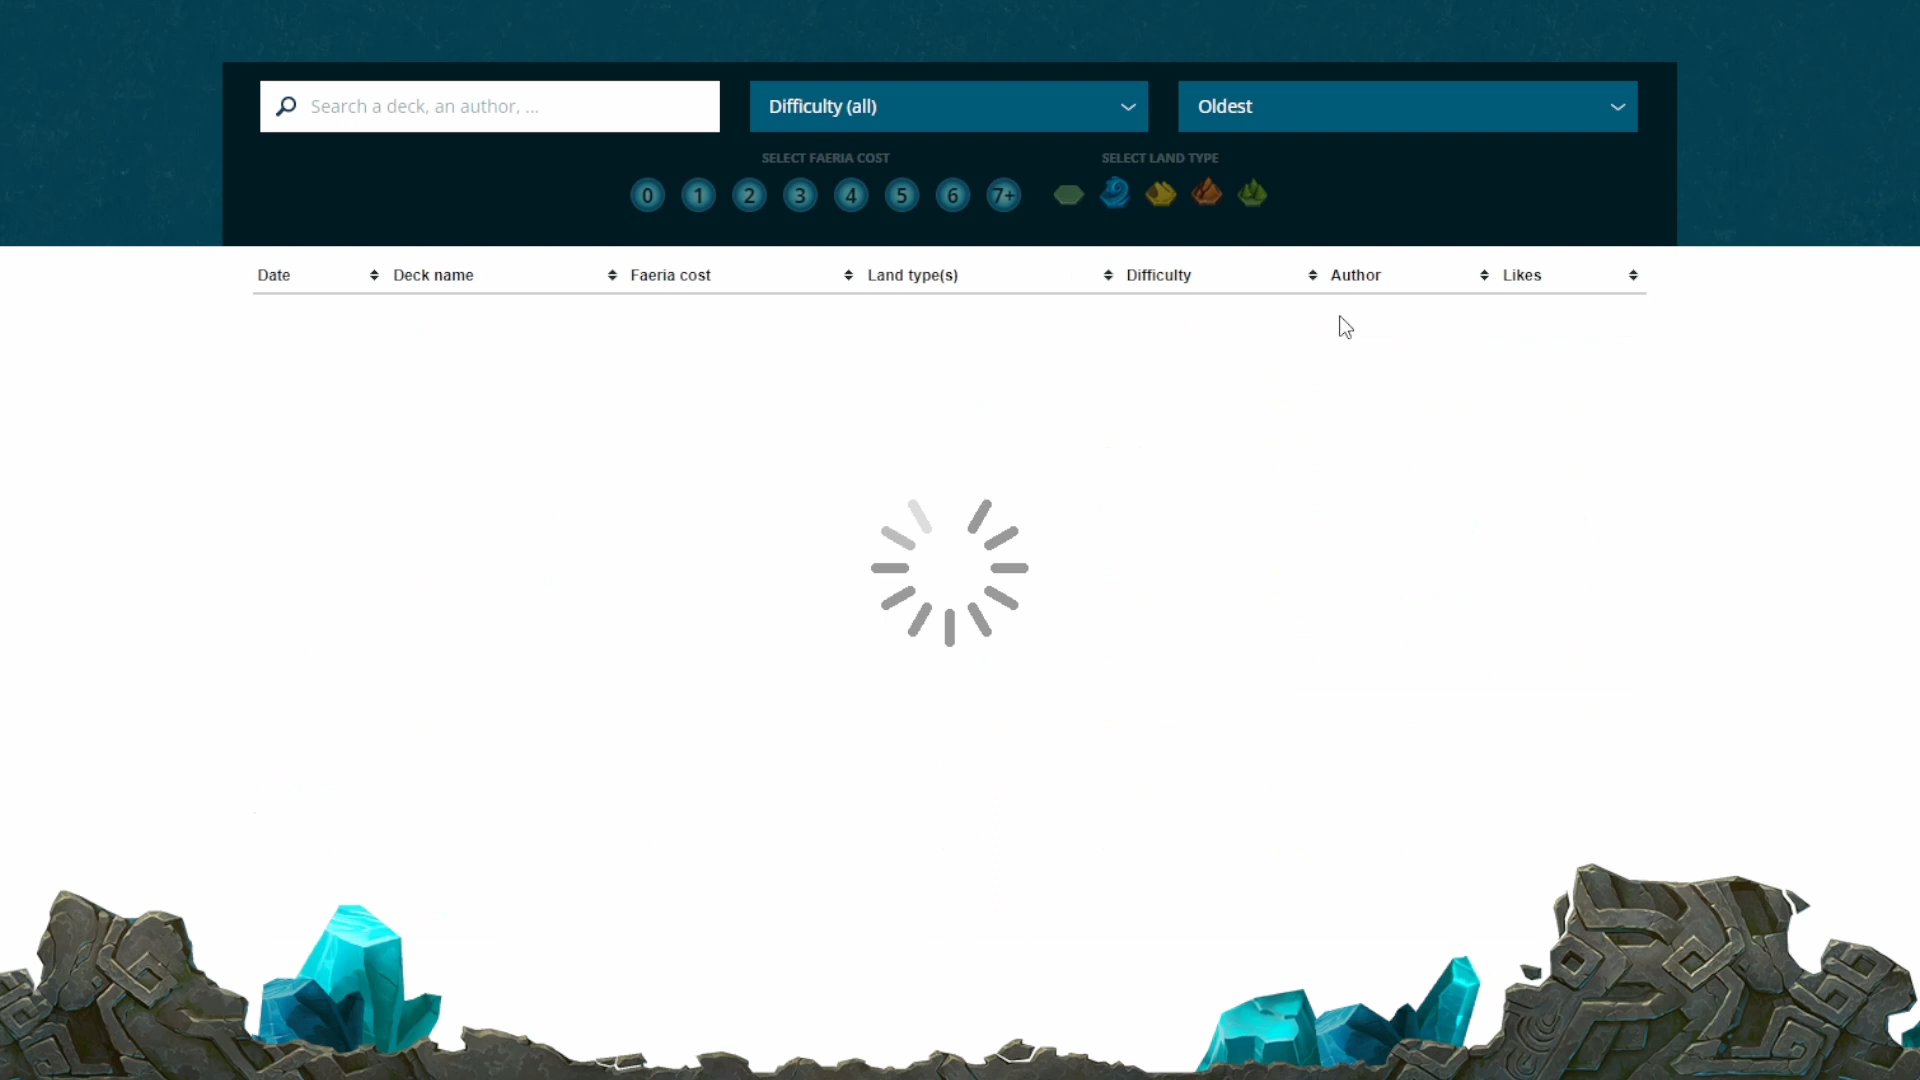 Search a deck, an author, ...
Difficulty (all)
Oldest
SELECT FAERIA COST
SELECT LAND TYPE
0 1 2 3 4 5 6 7+
Date Deck name Faeria cost Land type(s) Difficulty Author Likes